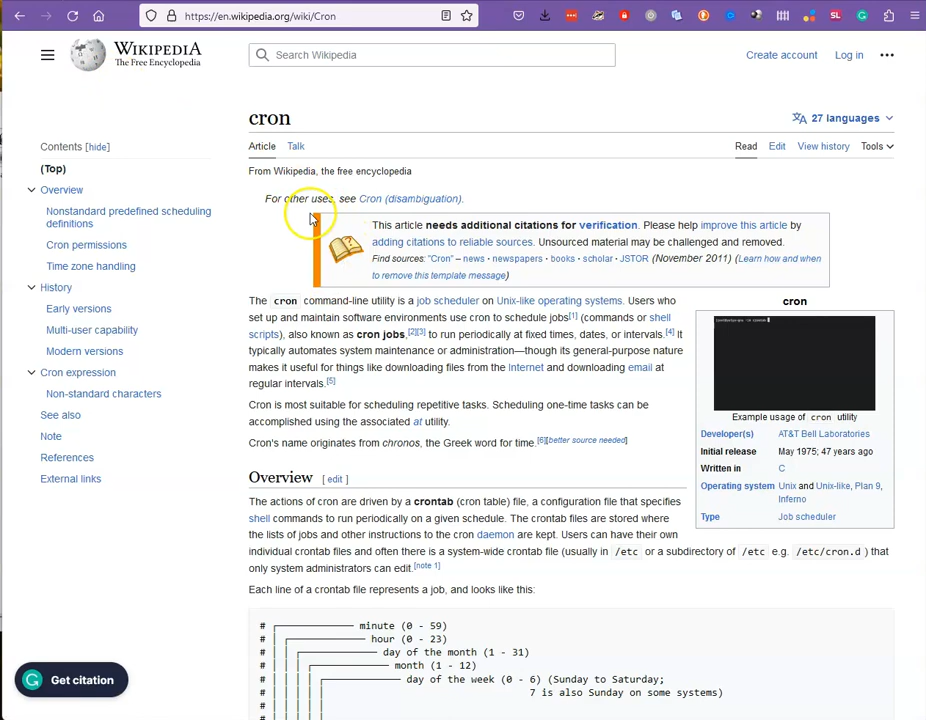 https://en.wikipedia.org/wiki/Cron
SL
WIKIPEDIA
The Free Encyclopedia
Search Wikipedia
Create account
Log in
cron
27 languages
Contents [hide]
(Top)
Overview
Nonstandard predefined scheduling
definitions
Cron permissions
Time zone handling
History
Early versions
Multi-user capability
Modern versions
Cron expression
Non-standard characters
See also
Note
References
External links
Article Talk
Read Edit View history Tools
From Wikipedia, the free encyclopedia
For other uses, see Cron (disambiguation).
This article needs additional citations for verification. Please help improve this article by
adding citations to reliable sources. Unsourced material may be challenged and removed.
Find sources: "Cron" – news · newspapers · books · scholar · JSTOR (November 2011) (Learn how and when
to remove this template message)
The cron command-line utility is a job scheduler on Unix-like operating systems. Users who
set up and maintain software environments use cron to schedule jobs[1] (commands or shell
scripts), also known as cron jobs,[2][3] to run periodically at fixed times, dates, or intervals.[4] It
typically automates system maintenance or administration—though its general-purpose nature
makes it useful for things like downloading files from the Internet and downloading email at
regular intervals.[5]
Cron is most suitable for scheduling repetitive tasks. Scheduling one-time tasks can be
accomplished using the associated at utility.
Cron's name originates from chronos, the Greek word for time.[6][better source needed]
cron
Example usage of cron utility
Developer(s) AT&T Bell Laboratories
Initial release May 1975; 47 years ago
Written in C
Operating system Unix and Unix-like, Plan 9,
Inferno
Type Job scheduler
Overview [ edit ]
The actions of cron are driven by a crontab (cron table) file, a configuration file that specifies
shell commands to run periodically on a given schedule. The crontab files are stored where
the lists of jobs and other instructions to the cron daemon are kept. Users can have their own
individual crontab files and often there is a system-wide crontab file (usually in /etc or a subdirectory of /etc e.g. /etc/cron.d ) that
only system administrators can edit.[note 1]
Each line of a crontab file represents a job, and looks like this:
# ┌───────────── minute (0 - 59)
# │ ┌───────────── hour (0 - 23)
# │ │ ┌───────────── day of the month (1 - 31)
# │ │ │ ┌───────────── month (1 - 12)
# │ │ │ │ ┌───────────── day of the week (0 - 6) (Sunday to Saturday;
# │ │ │ │ │ 7 is also Sunday on some systems)
Get citation